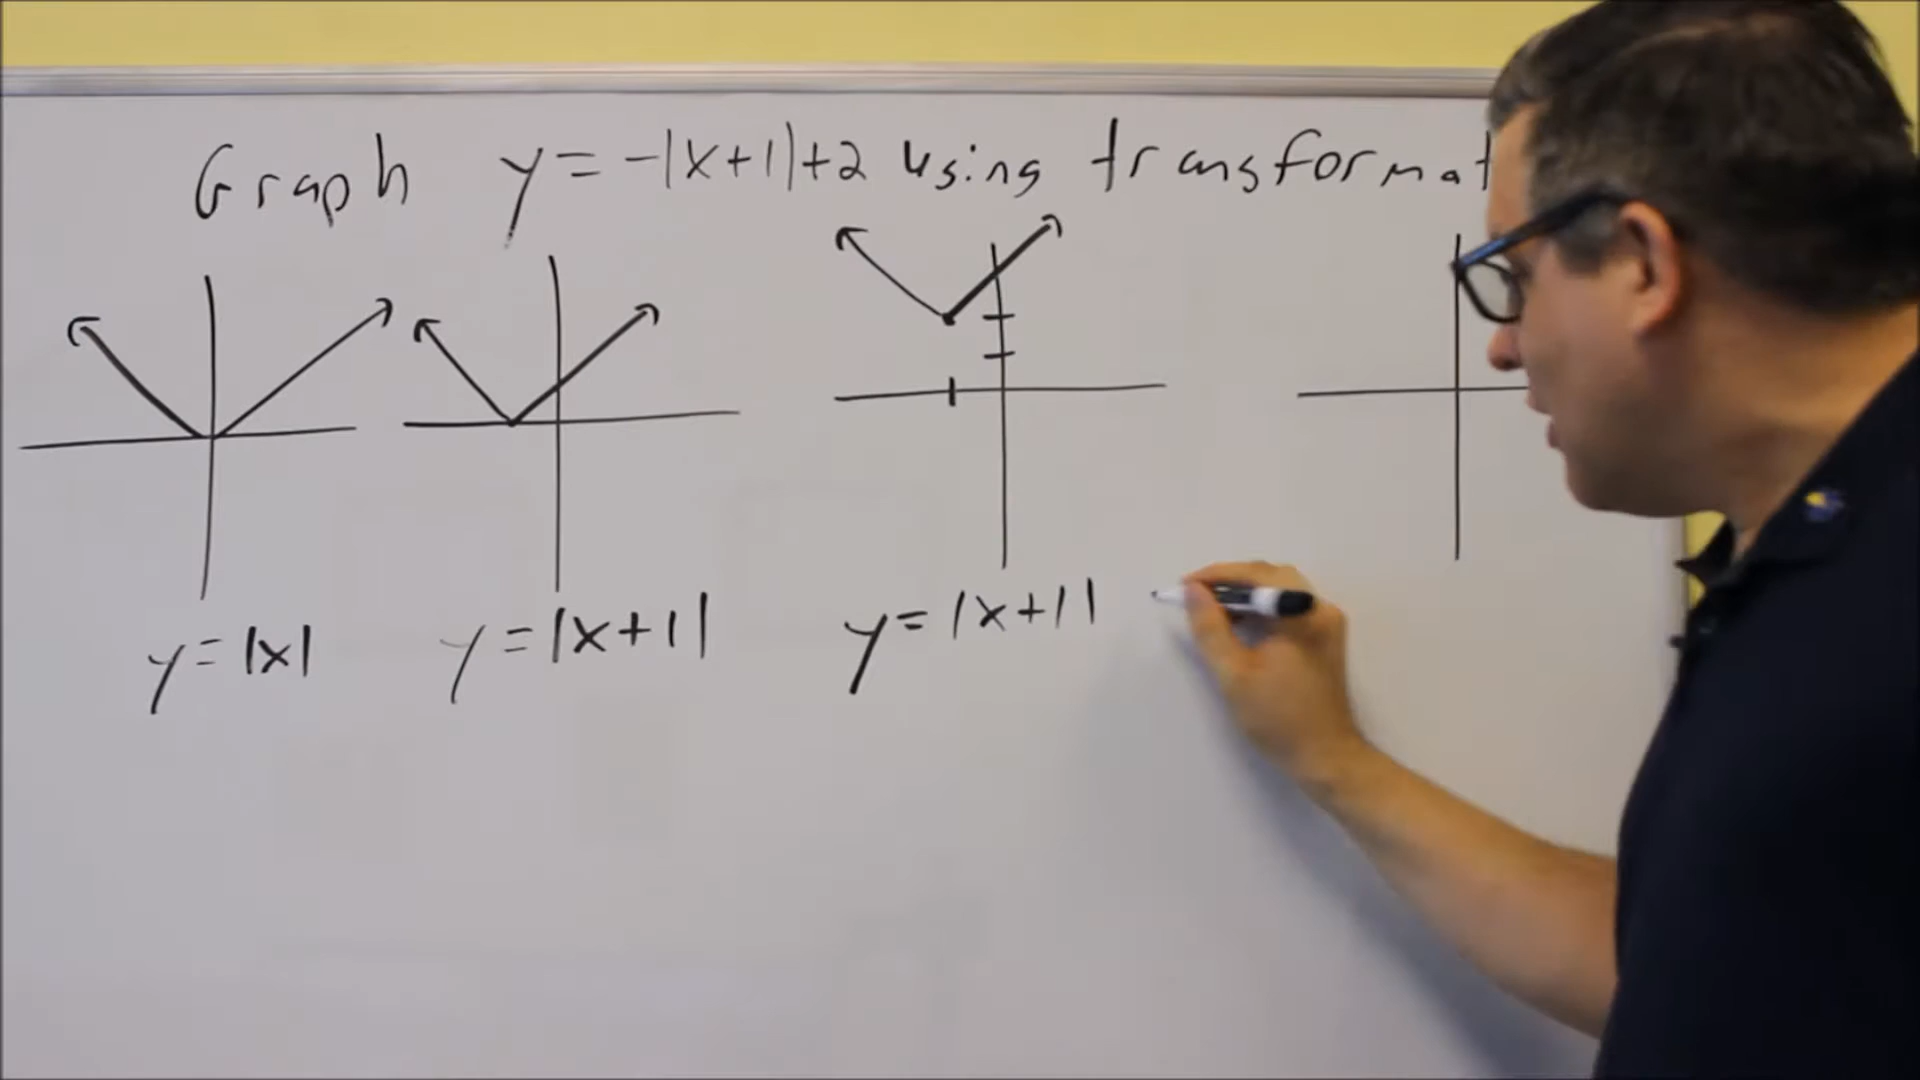 Graph y = -|x+1|+2 using transformat
y = |x|
y = |x+1|
y = |x+1|